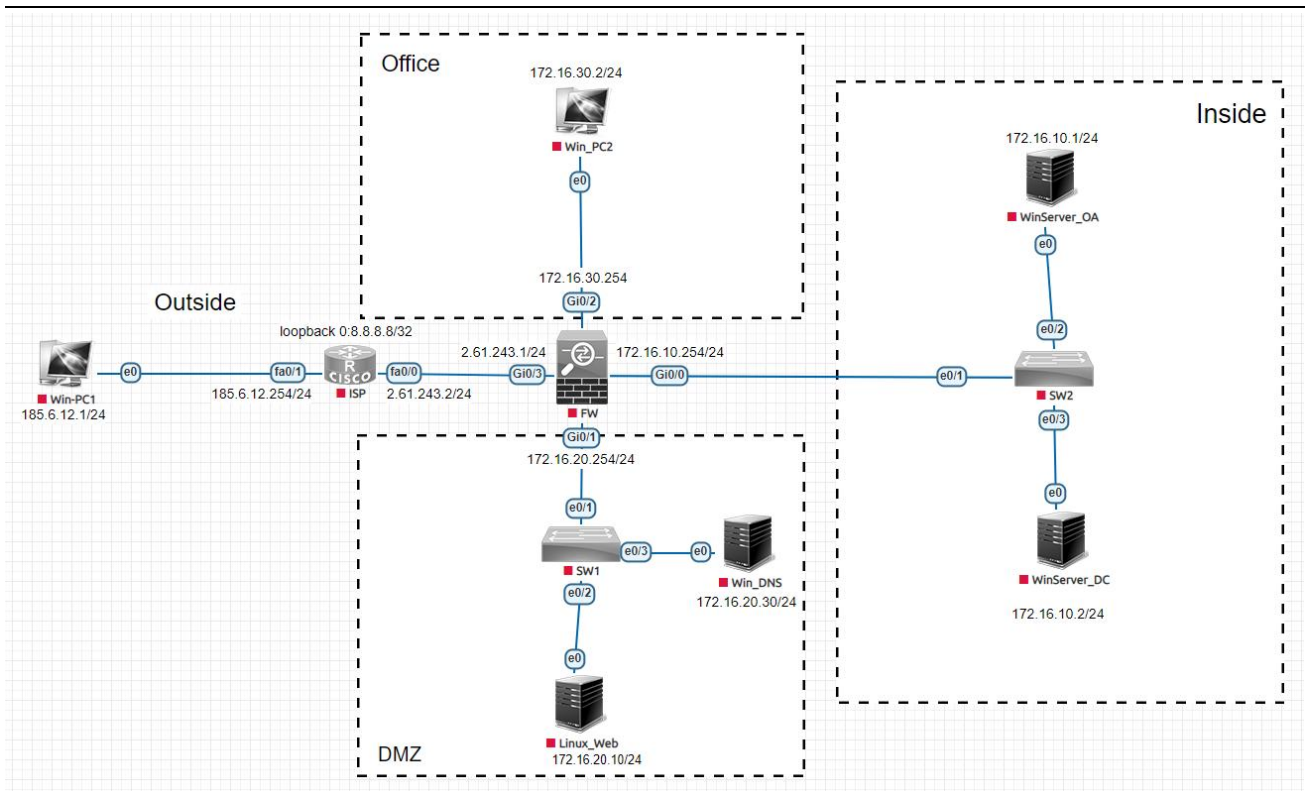 Office
172.16.30.2/24
Win_PC2
e0
172.16.30.254
Gi0/2
Outside
loopback 0:8.8.8.8/32
e0
fa0/1
R
CISCO
fa0/0
185.6.12.254/24
ISP
2.61.243.2/24
Win-PC1
185.6.12.1/24
2.61.243.1/24
172.16.10.254/24
Gi0/3
Gi0/0
FW
Gi0/1
172.16.20.254/24
e0/1
e0/3
e0
SW1
e0/2
Win_DNS
172.16.20.30/24
e0
Linux_Web
172.16.20.10/24
DMZ
Inside
172.16.10.1/24
WinServer_OA
e0
e0/2
e0/1
SW2
e0/3
e0
WinServer_DC
172.16.10.2/24